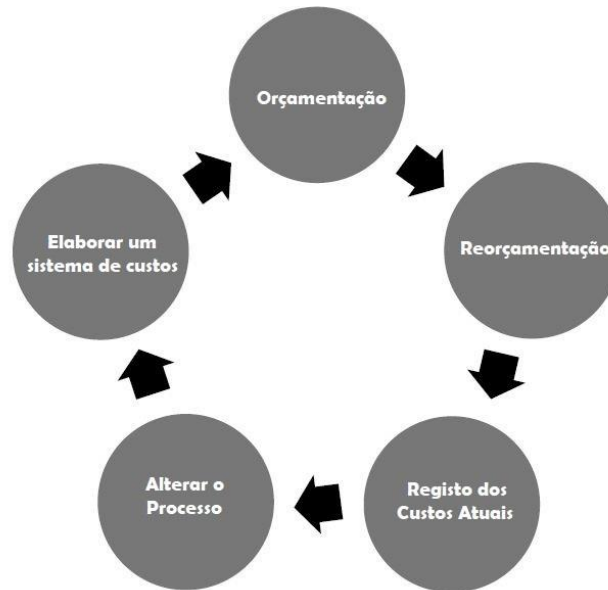 Orçamentação
Reorçamentação
Registo dos
Custos Atuais
Alterar o
Processo
Elaborar um
sistema de custos